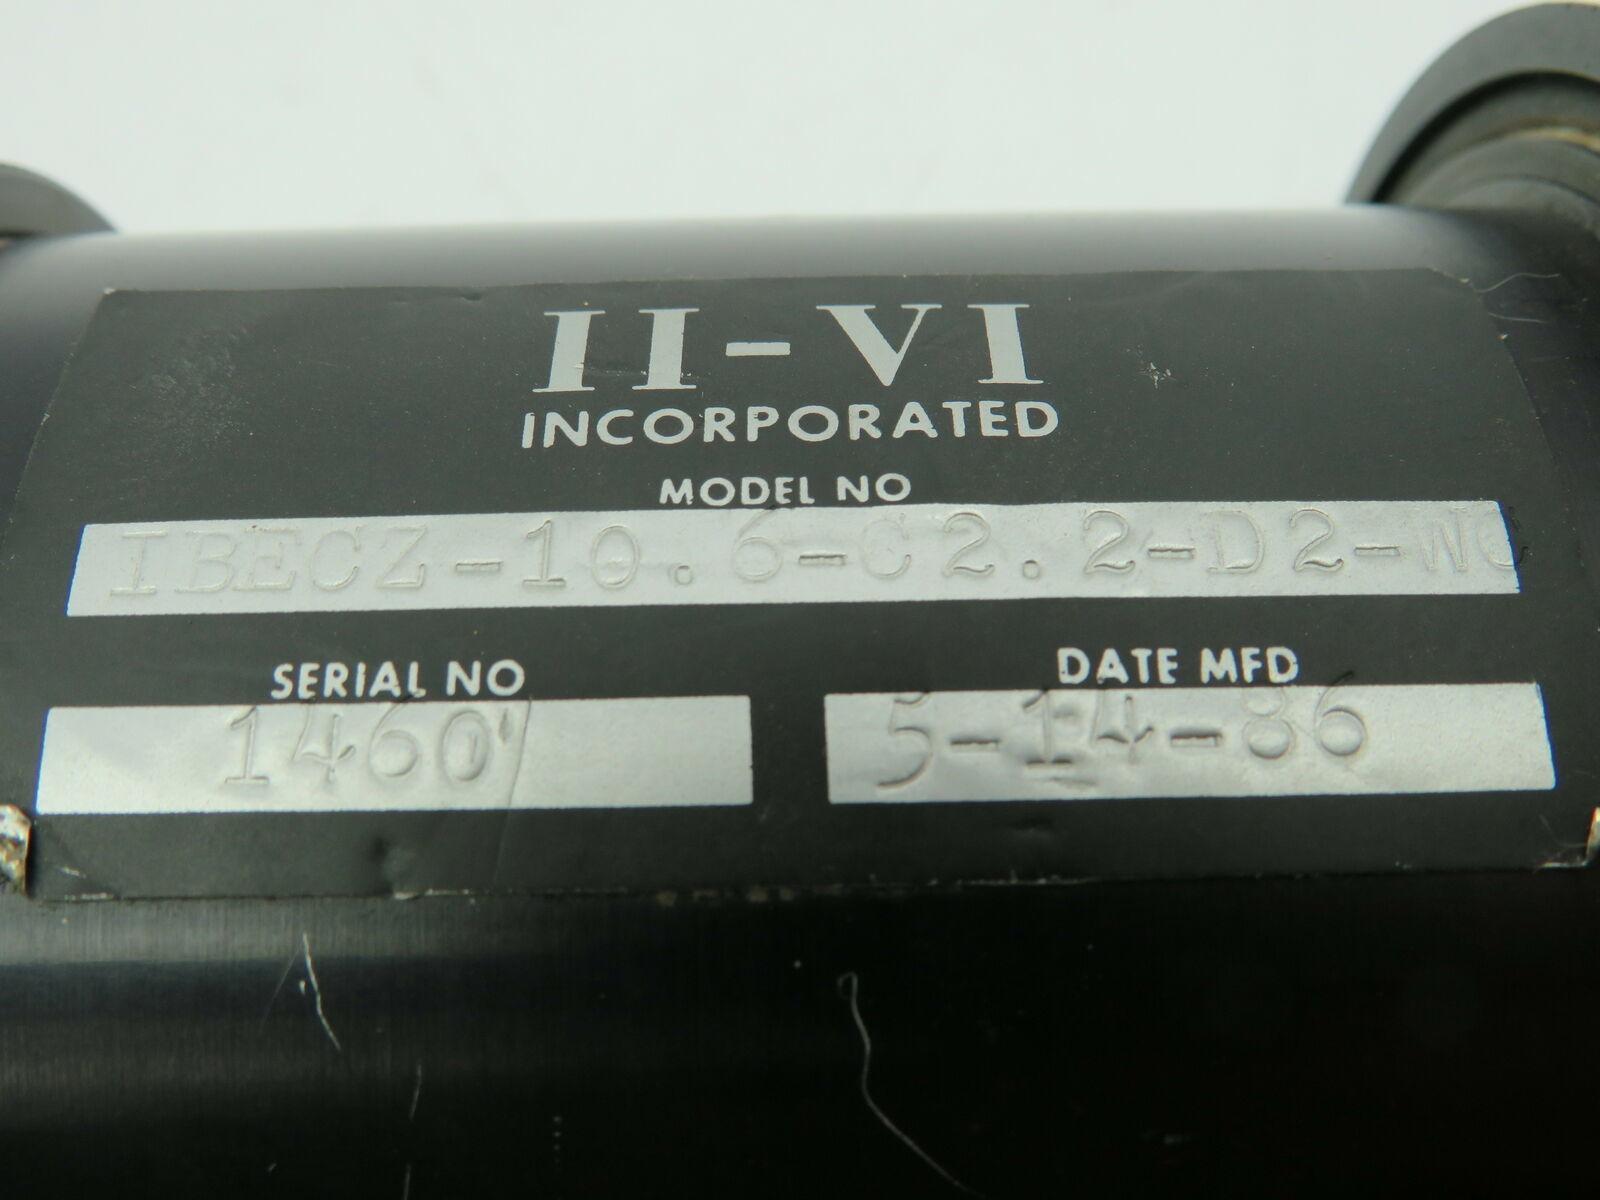 II-VI
INCORPORATED
MODEL NO
IBECZ-10.6-C2.2-D2-WC
SERIAL NO
1460
DATE MFD
5-14-86